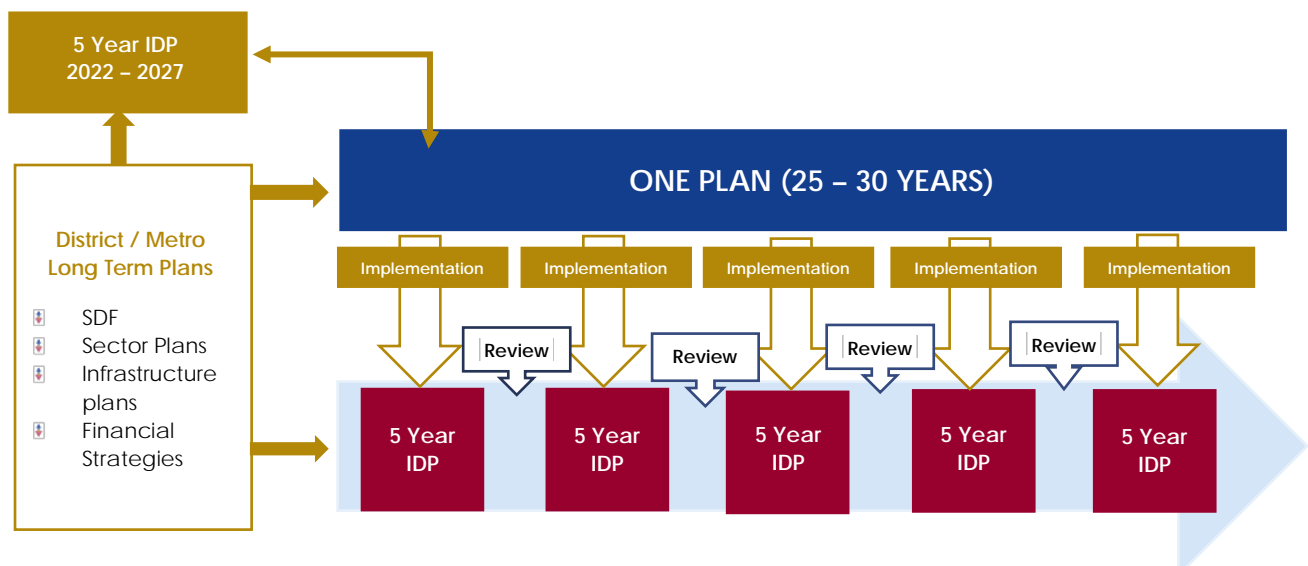 5 Year IDP
2022 – 2027
ONE PLAN (25 – 30 YEARS)
District / Metro
Long Term Plans
SDF
Sector Plans
Infrastructure
plans
Financial
Strategies
Implementation
Implementation
Implementation
Implementation
Implementation
Review
Review
Review
Review
5 Year
IDP
5 Year
IDP
5 Year
IDP
5 Year
IDP
5 Year
IDP